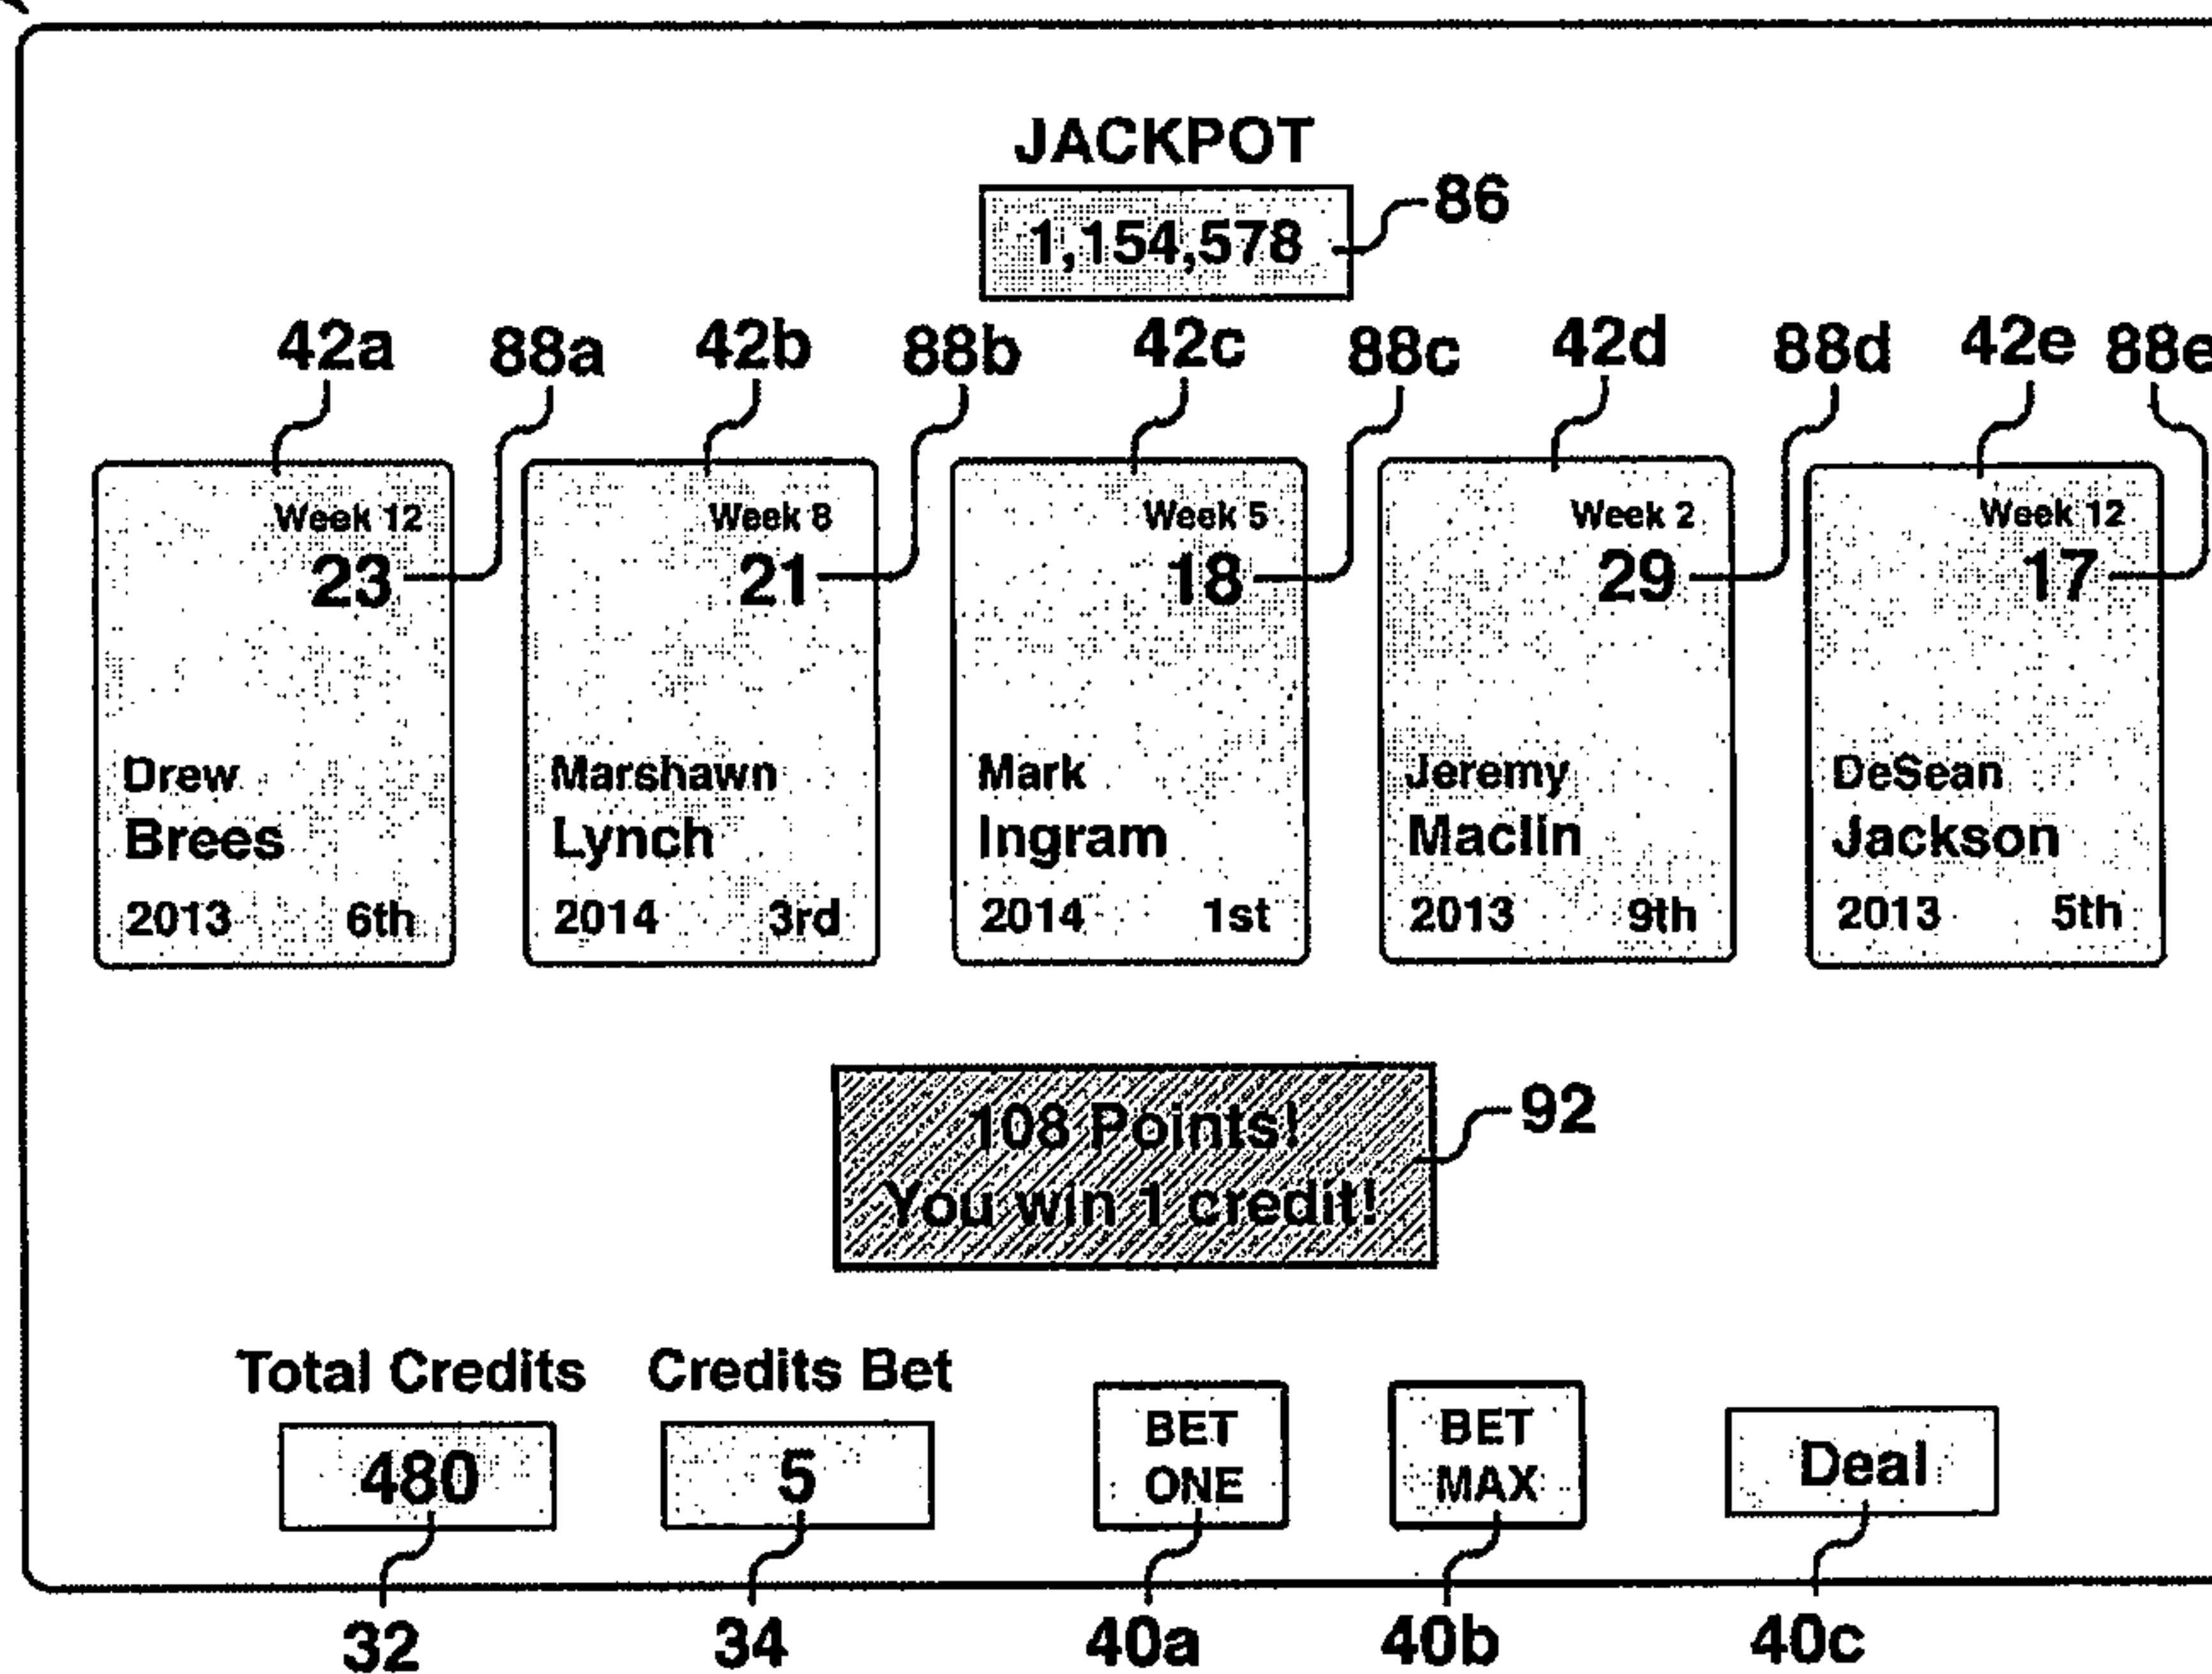 JACKPOT
1,154,578
86
42a 88a 42b 88b 42c 88c 42d 88d 42e 88e
Week 12
23
Drew
Brees
2013 6th
Week 8
21
Marshawn
Lynch
2014 3rd
Week 5
18
Mark
Ingram
2014 1st
Week 2
29
Jeremy
Maclin
2013 9th
Week 12
17
DeSean
Jackson
2013 5th
108 Points!
You win 1 credit!
92
Total Credits
480
Credits Bet
5
BET
ONE
BET
MAX
Deal
32 34 40a 40b 40c